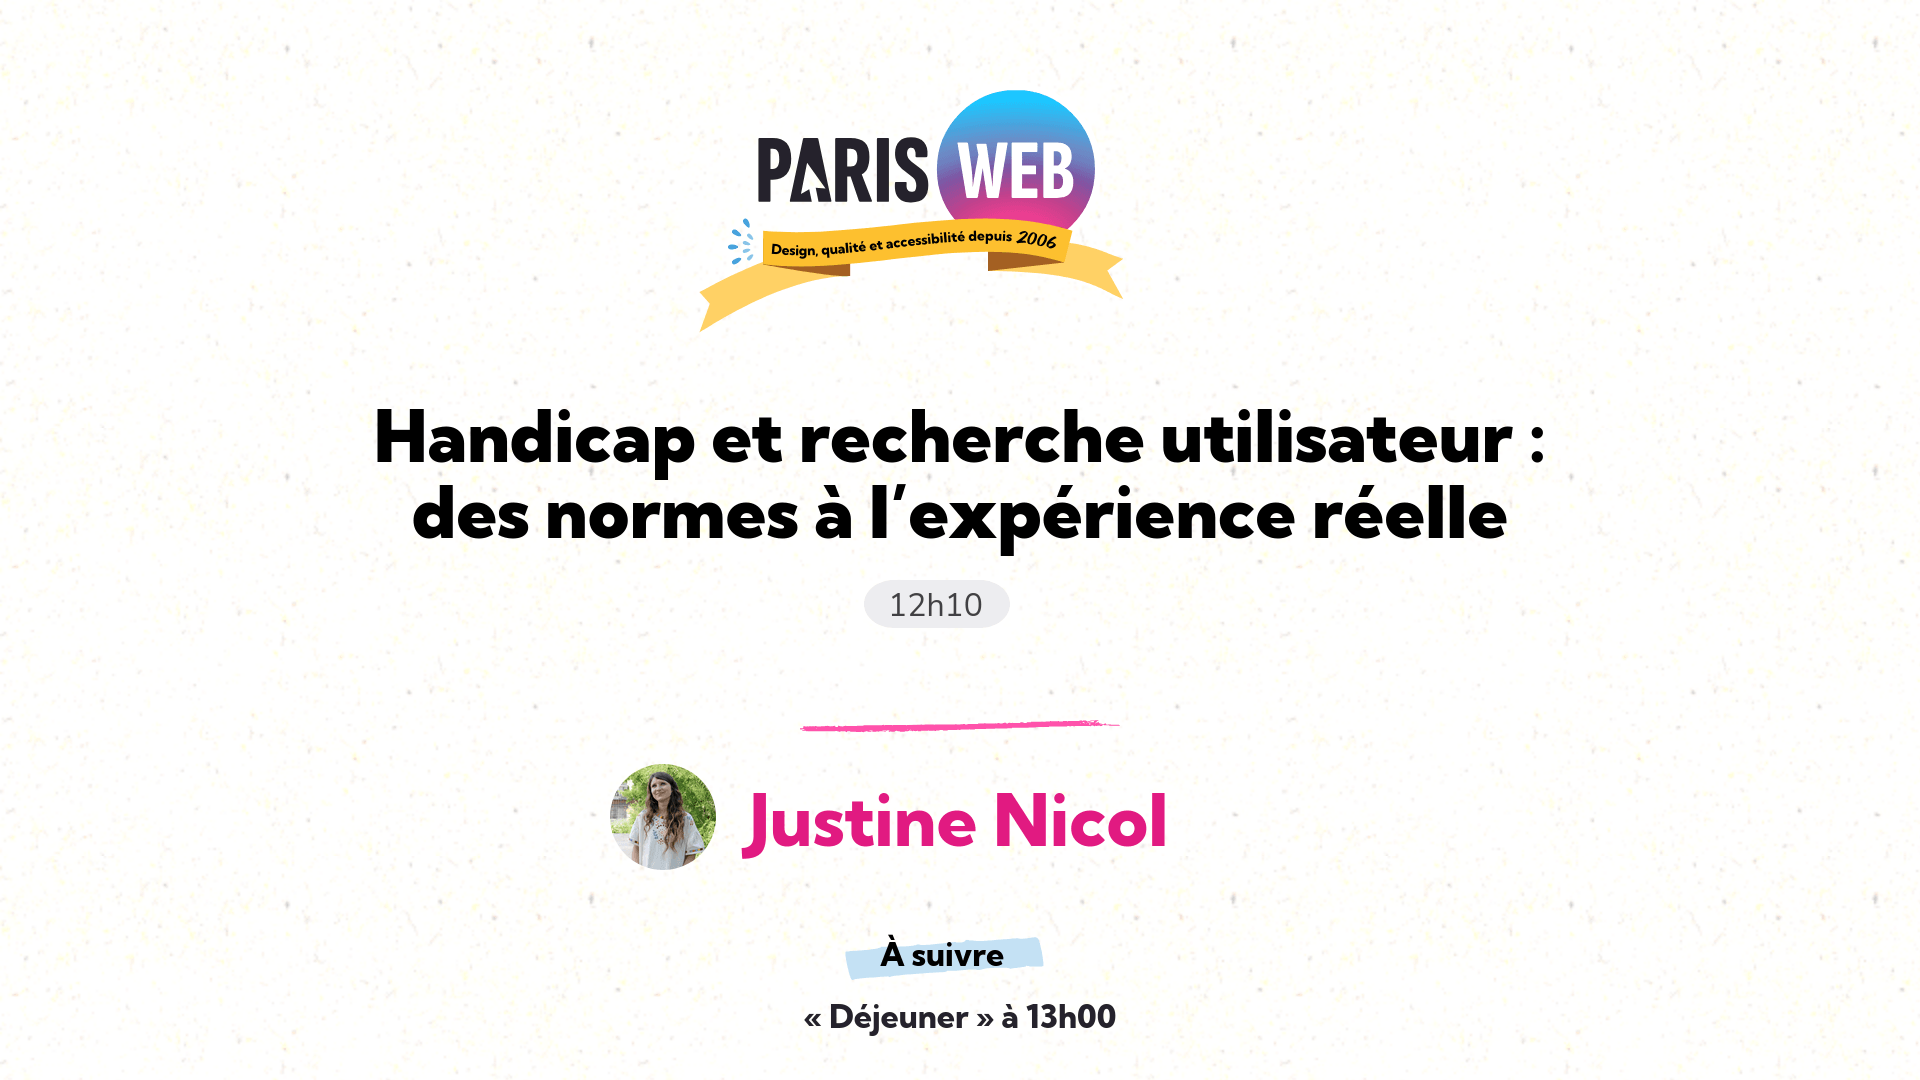 PARIS WEB
Design, qualité et accessibilité depuis 2006
Handicap et recherche utilisateur :
des normes à l’expérience réelle
12h10
Justine Nicol
À suivre
« Déjeuner » à 13h00